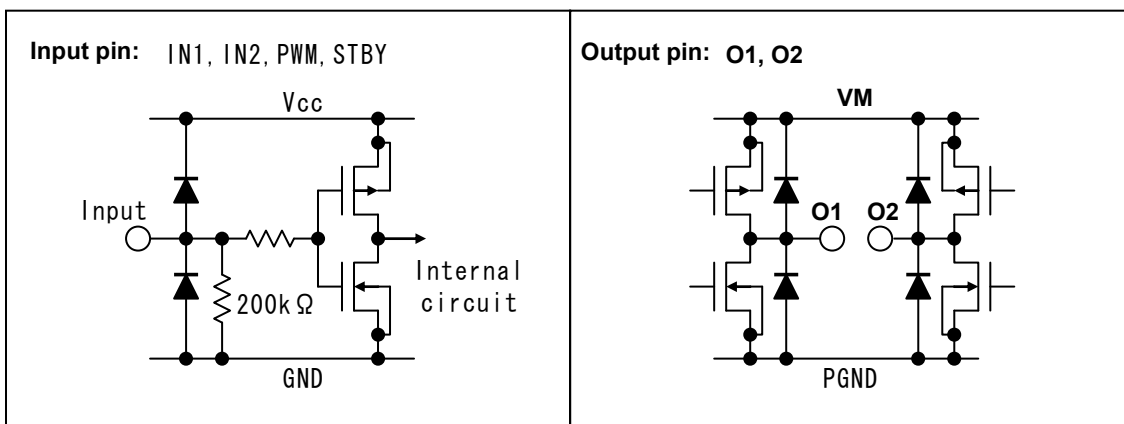 Input pin: IN1, IN2, PWM, STBY
Vcc
Input
200kΩ
Internal
circuit
GND
Output pin: O1, O2
VM
O1 O2
PGND